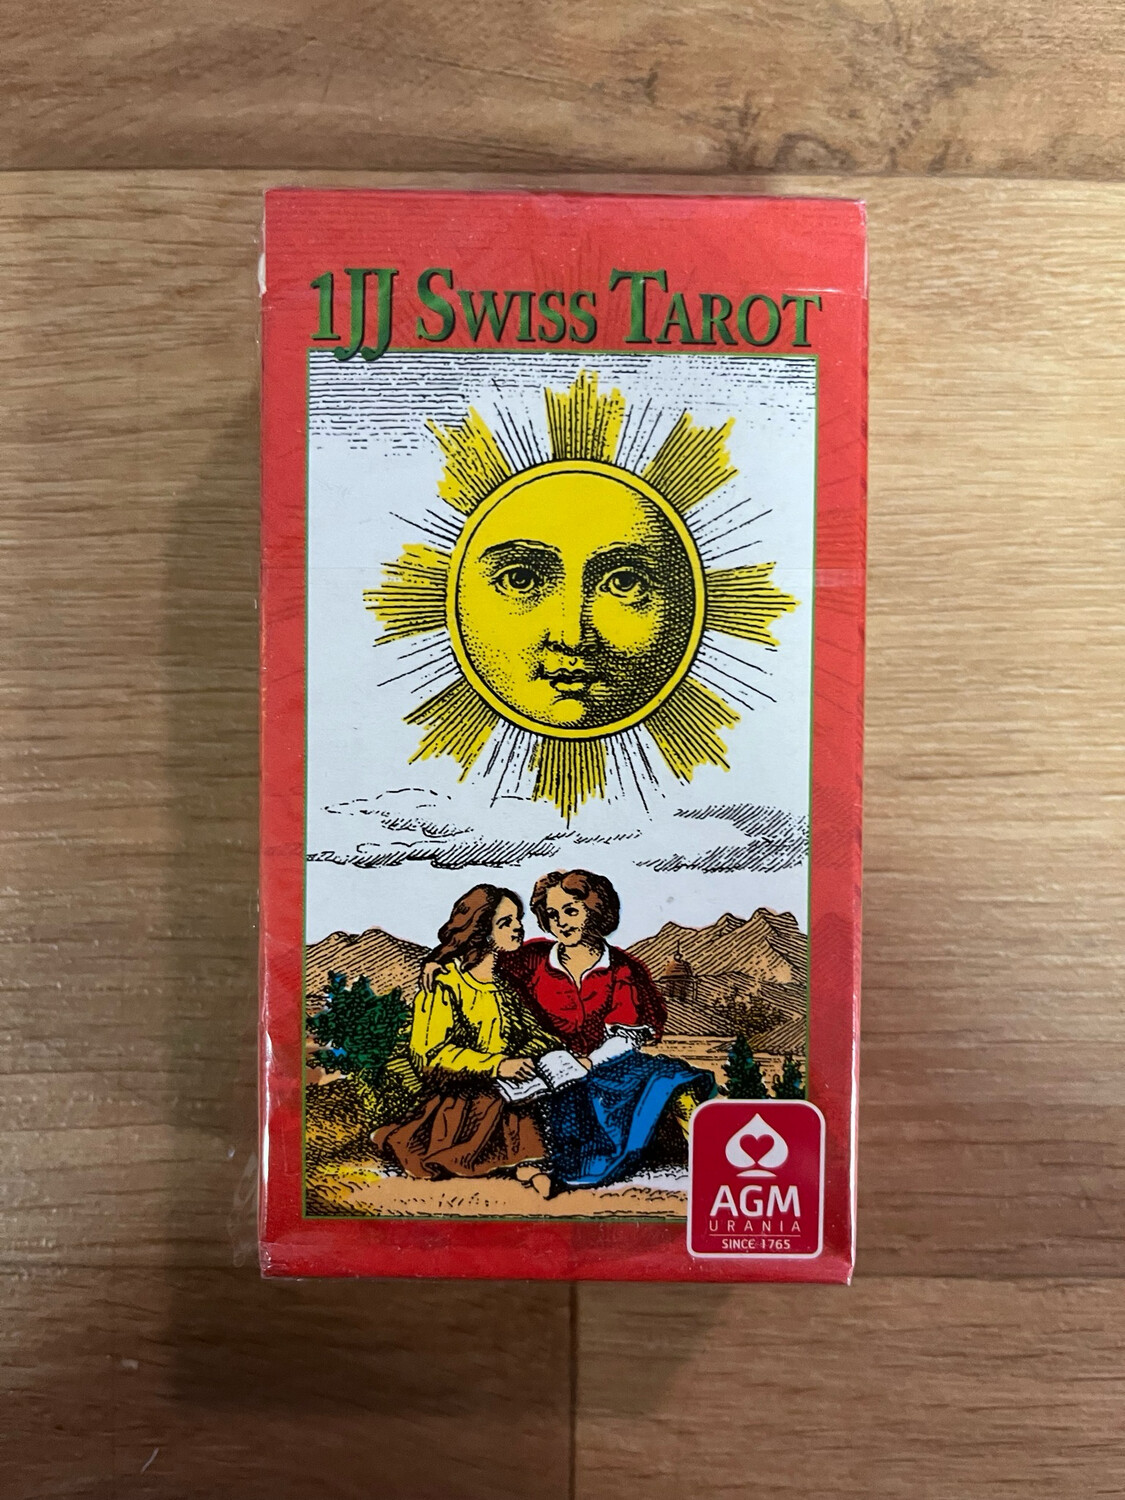 1JJ Swiss Tarot
AGM
URANIA
SINCE 1765